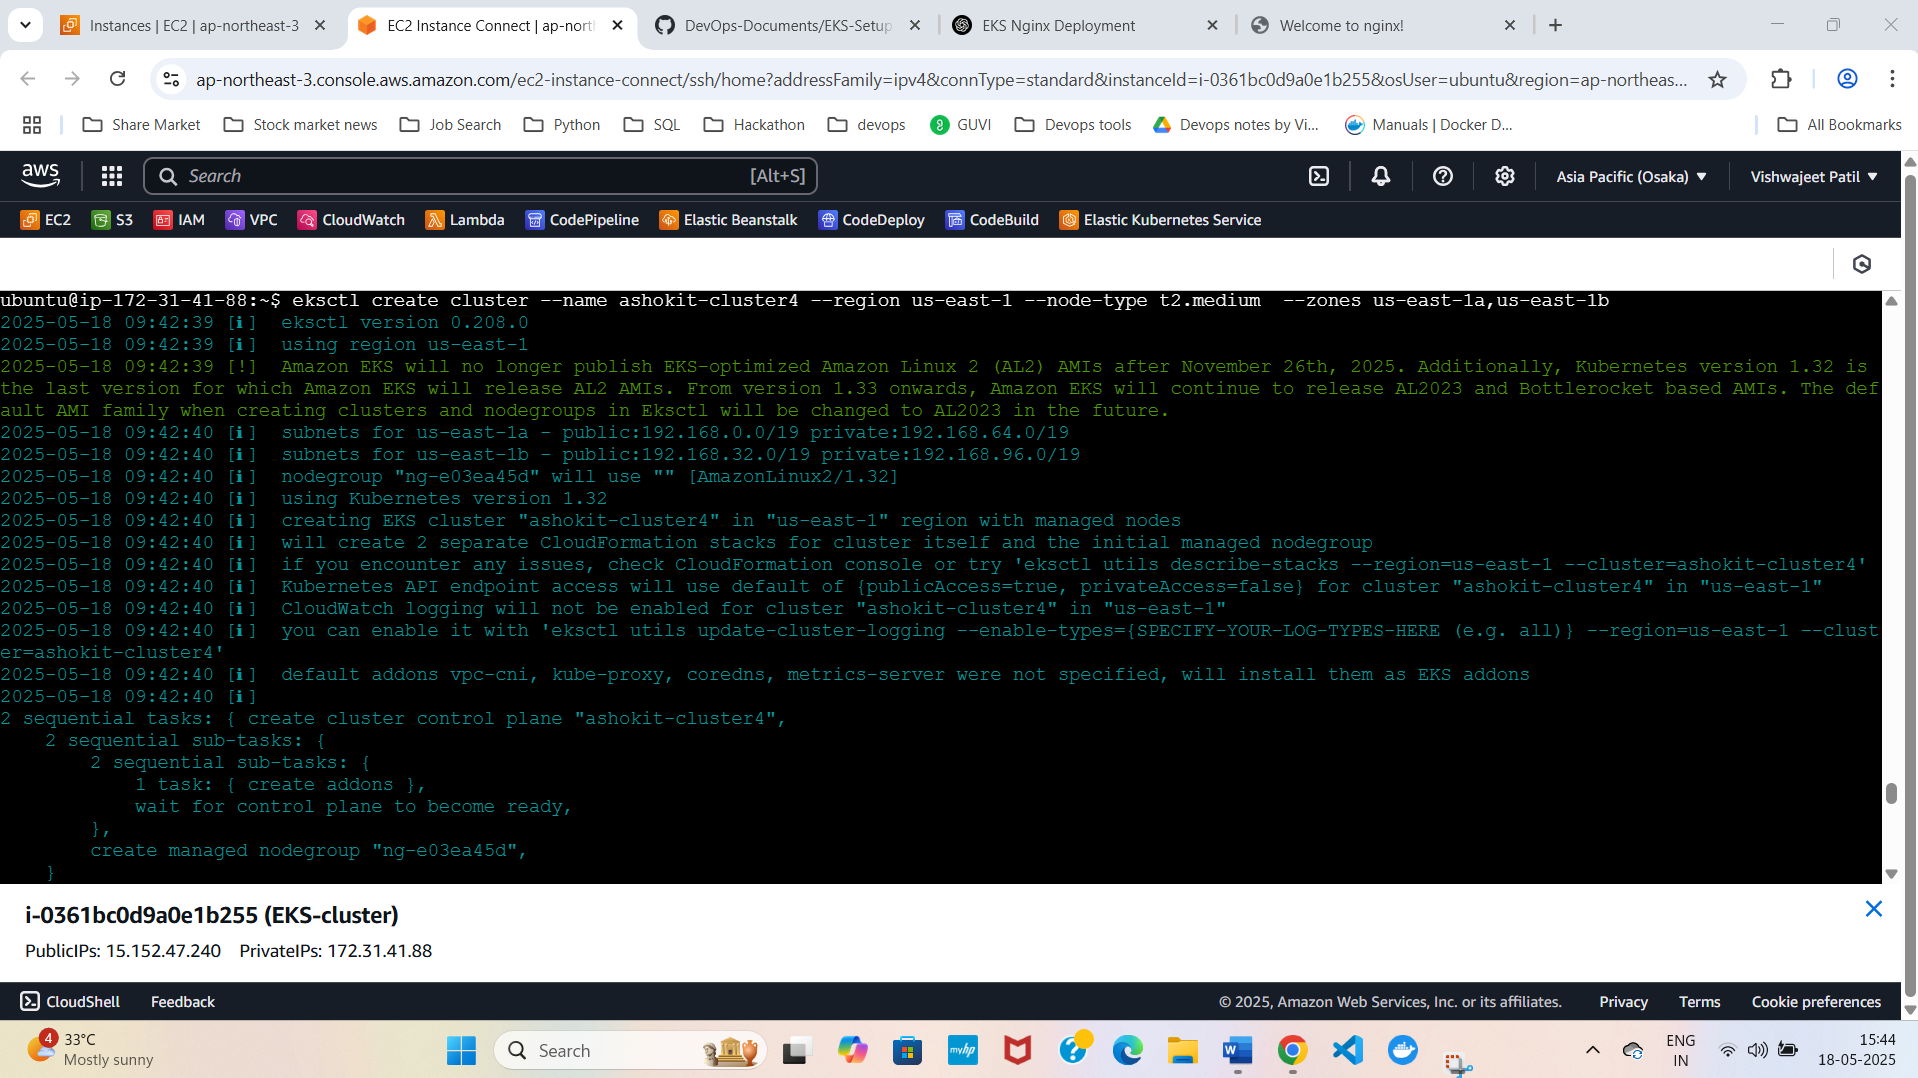 Instances | EC2 | ap-northeast-3
EC2 Instance Connect | ap-nort
DevOps-Documents/EKS-Setup
EKS Nginx Deployment
Welcome to nginx!
ap-northeast-3.console.aws.amazon.com/ec2-instance-connect/ssh/home?addressFamily=ipv4&connType=standard&instanceId=i-0361bc0d9a0e1b255&osUser=ubuntu&region=ap-northeas...
Share Market
Stock market news
Job Search
Python
SQL
Hackathon
devops
GUVI
Devops tools
Devops notes by Vi...
Manuals | Docker D...
All Bookmarks
aws
Search
[Alt+S]
Asia Pacific (Osaka)
Vishwajeet Patil
EC2
S3
IAM
VPC
CloudWatch
Lambda
CodePipeline
Elastic Beanstalk
CodeDeploy
CodeBuild
Elastic Kubernetes Service
ubuntu@ip-172-31-41-88:~$ eksctl create cluster --name ashokit-cluster4 --region us-east-1 --node-type t2.medium  --zones us-east-1a,us-east-1b
2025-05-18 09:42:39 [ℹ]  eksctl version 0.208.0
2025-05-18 09:42:39 [ℹ]  using region us-east-1
2025-05-18 09:42:39 [!]  Amazon EKS will no longer publish EKS-optimized Amazon Linux 2 (AL2) AMIs after November 26th, 2025. Additionally, Kubernetes version 1.32 is
the last version for which Amazon EKS will release AL2 AMIs. From version 1.33 onwards, Amazon EKS will continue to release AL2023 and Bottlerocket based AMIs. The def
ault AMI family when creating clusters and nodegroups in Eksctl will be changed to AL2023 in the future.
2025-05-18 09:42:40 [ℹ]  subnets for us-east-1a - public:192.168.0.0/19 private:192.168.64.0/19
2025-05-18 09:42:40 [ℹ]  subnets for us-east-1b - public:192.168.32.0/19 private:192.168.96.0/19
2025-05-18 09:42:40 [ℹ]  nodegroup "ng-e03ea45d" will use "" [AmazonLinux2/1.32]
2025-05-18 09:42:40 [ℹ]  using Kubernetes version 1.32
2025-05-18 09:42:40 [ℹ]  creating EKS cluster "ashokit-cluster4" in "us-east-1" region with managed nodes
2025-05-18 09:42:40 [ℹ]  will create 2 separate CloudFormation stacks for cluster itself and the initial managed nodegroup
2025-05-18 09:42:40 [ℹ]  if you encounter any issues, check CloudFormation console or try 'eksctl utils describe-stacks --region=us-east-1 --cluster=ashokit-cluster4'
2025-05-18 09:42:40 [ℹ]  Kubernetes API endpoint access will use default of {publicAccess=true, privateAccess=false} for cluster "ashokit-cluster4" in "us-east-1"
2025-05-18 09:42:40 [ℹ]  CloudWatch logging will not be enabled for cluster "ashokit-cluster4" in "us-east-1"
2025-05-18 09:42:40 [ℹ]  you can enable it with 'eksctl utils update-cluster-logging --enable-types={SPECIFY-YOUR-LOG-TYPES-HERE (e.g. all)} --region=us-east-1 --clust
er=ashokit-cluster4'
2025-05-18 09:42:40 [ℹ]  default addons vpc-cni, kube-proxy, coredns, metrics-server were not specified, will install them as EKS addons
2025-05-18 09:42:40 [ℹ]
2 sequential tasks: { create cluster control plane "ashokit-cluster4",
    2 sequential sub-tasks: {
        2 sequential sub-tasks: {
            1 task: { create addons },
            wait for control plane to become ready,
        },
        create managed nodegroup "ng-e03ea45d",
    }
i-0361bc0d9a0e1b255 (EKS-cluster)
PublicIPs: 15.152.47.240 PrivateIPs: 172.31.41.88
CloudShell
Feedback
© 2025, Amazon Web Services, Inc. or its affiliates.
Privacy
Terms
Cookie preferences
4
33°C
Mostly sunny
Search
myhp
ENG
IN
15:44
18-05-2025